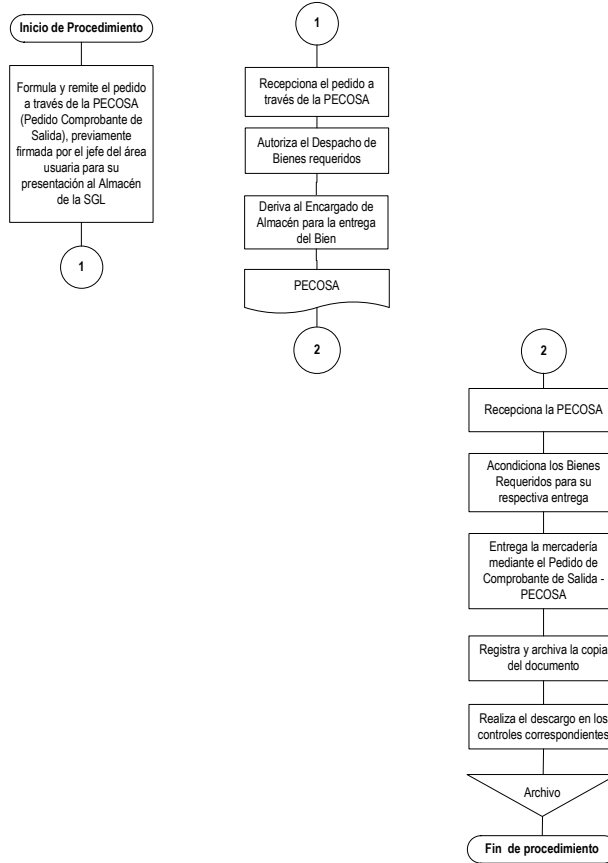 Inicio de Procedimiento
Formula y remite el pedido
a través de la PECOSA
(Pedido Comprobante de
Salida), previamente
firmada por el jefe del área
usuaria para su
presentación al Almacén
de la SGL
1
1
Recepciona el pedido a
través de la PECOSA
Autoriza el Despacho de
Bienes requeridos
Deriva al Encargado de
Almacén para la entrega
del Bien
PECOSA
2
2
Recepciona la PECOSA
Acondiciona los Bienes
Requeridos para su
respectiva entrega
Entrega la mercadería
mediante el Pedido de
Comprobante de Salida -
PECOSA
Registra y archiva la copia
del documento
Realiza el descargo en los
controles correspondientes
Archivo
Fin de procedimiento